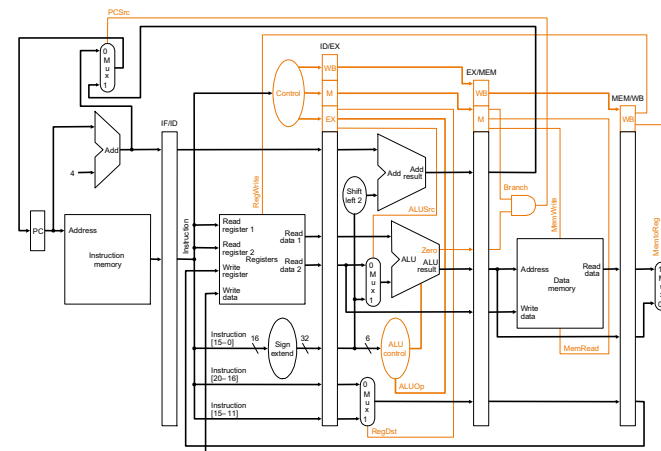 PCSrc
ID/EX
EX/MEM
MEM/WB
IF/ID
0
M
u
x
1
Control
WB
M
EX
WB
M
WB
4
Add
Add
Add
result
Shift
left 2
Branch
RegWrite
ALUSrc
MemWrite
MemtoReg
PC
Address
Instruction
memory
Instruction
Read
register 1
Read
register 2
Registers
Write
register
Write
data
Read
data 1
Read
data 2
0
M
u
x
1
Zero
ALU
ALU
result
Address
Read
data
Data
memory
Write
data
1
M
u
x
0
Instruction
[15–0]
16
Sign
extend
32
6
ALU
control
MemRead
Instruction
[20–16]
Instruction
[15–11]
0
M
u
x
1
ALUOp
RegDst